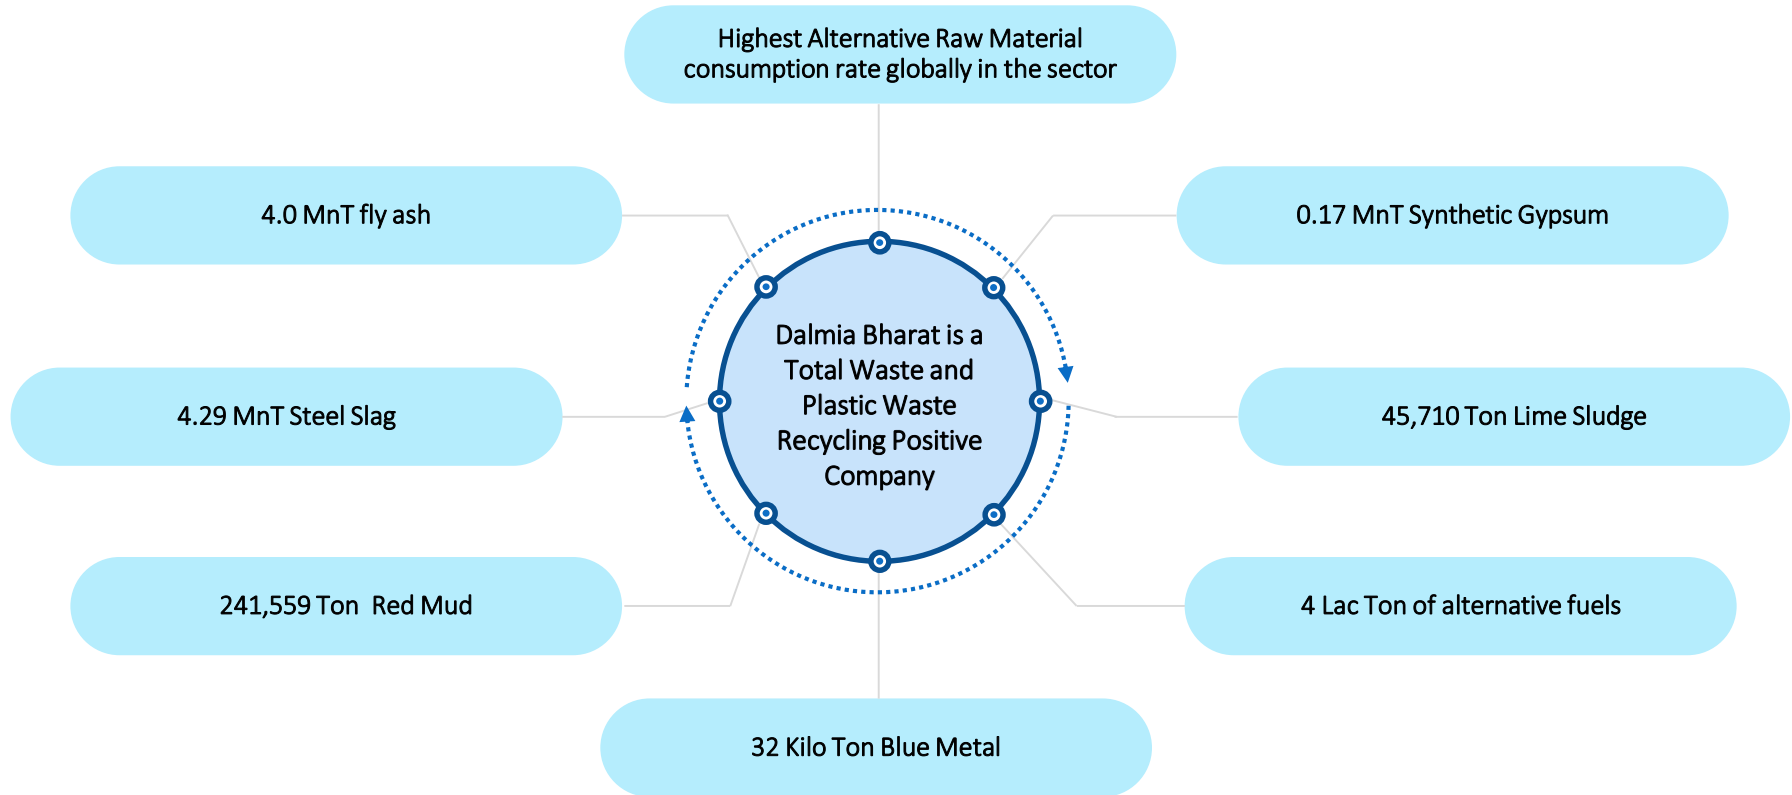 Highest Alternative Raw Material
consumption rate globally in the sector
4.0 MnT fly ash
0.17 MnT Synthetic Gypsum
Dalmia Bharat is a
Total Waste and
Plastic Waste
Recycling Positive
Company
4.29 MnT Steel Slag
45,710 Ton Lime Sludge
241,559 Ton  Red Mud
4 Lac Ton of alternative fuels
32 Kilo Ton Blue Metal